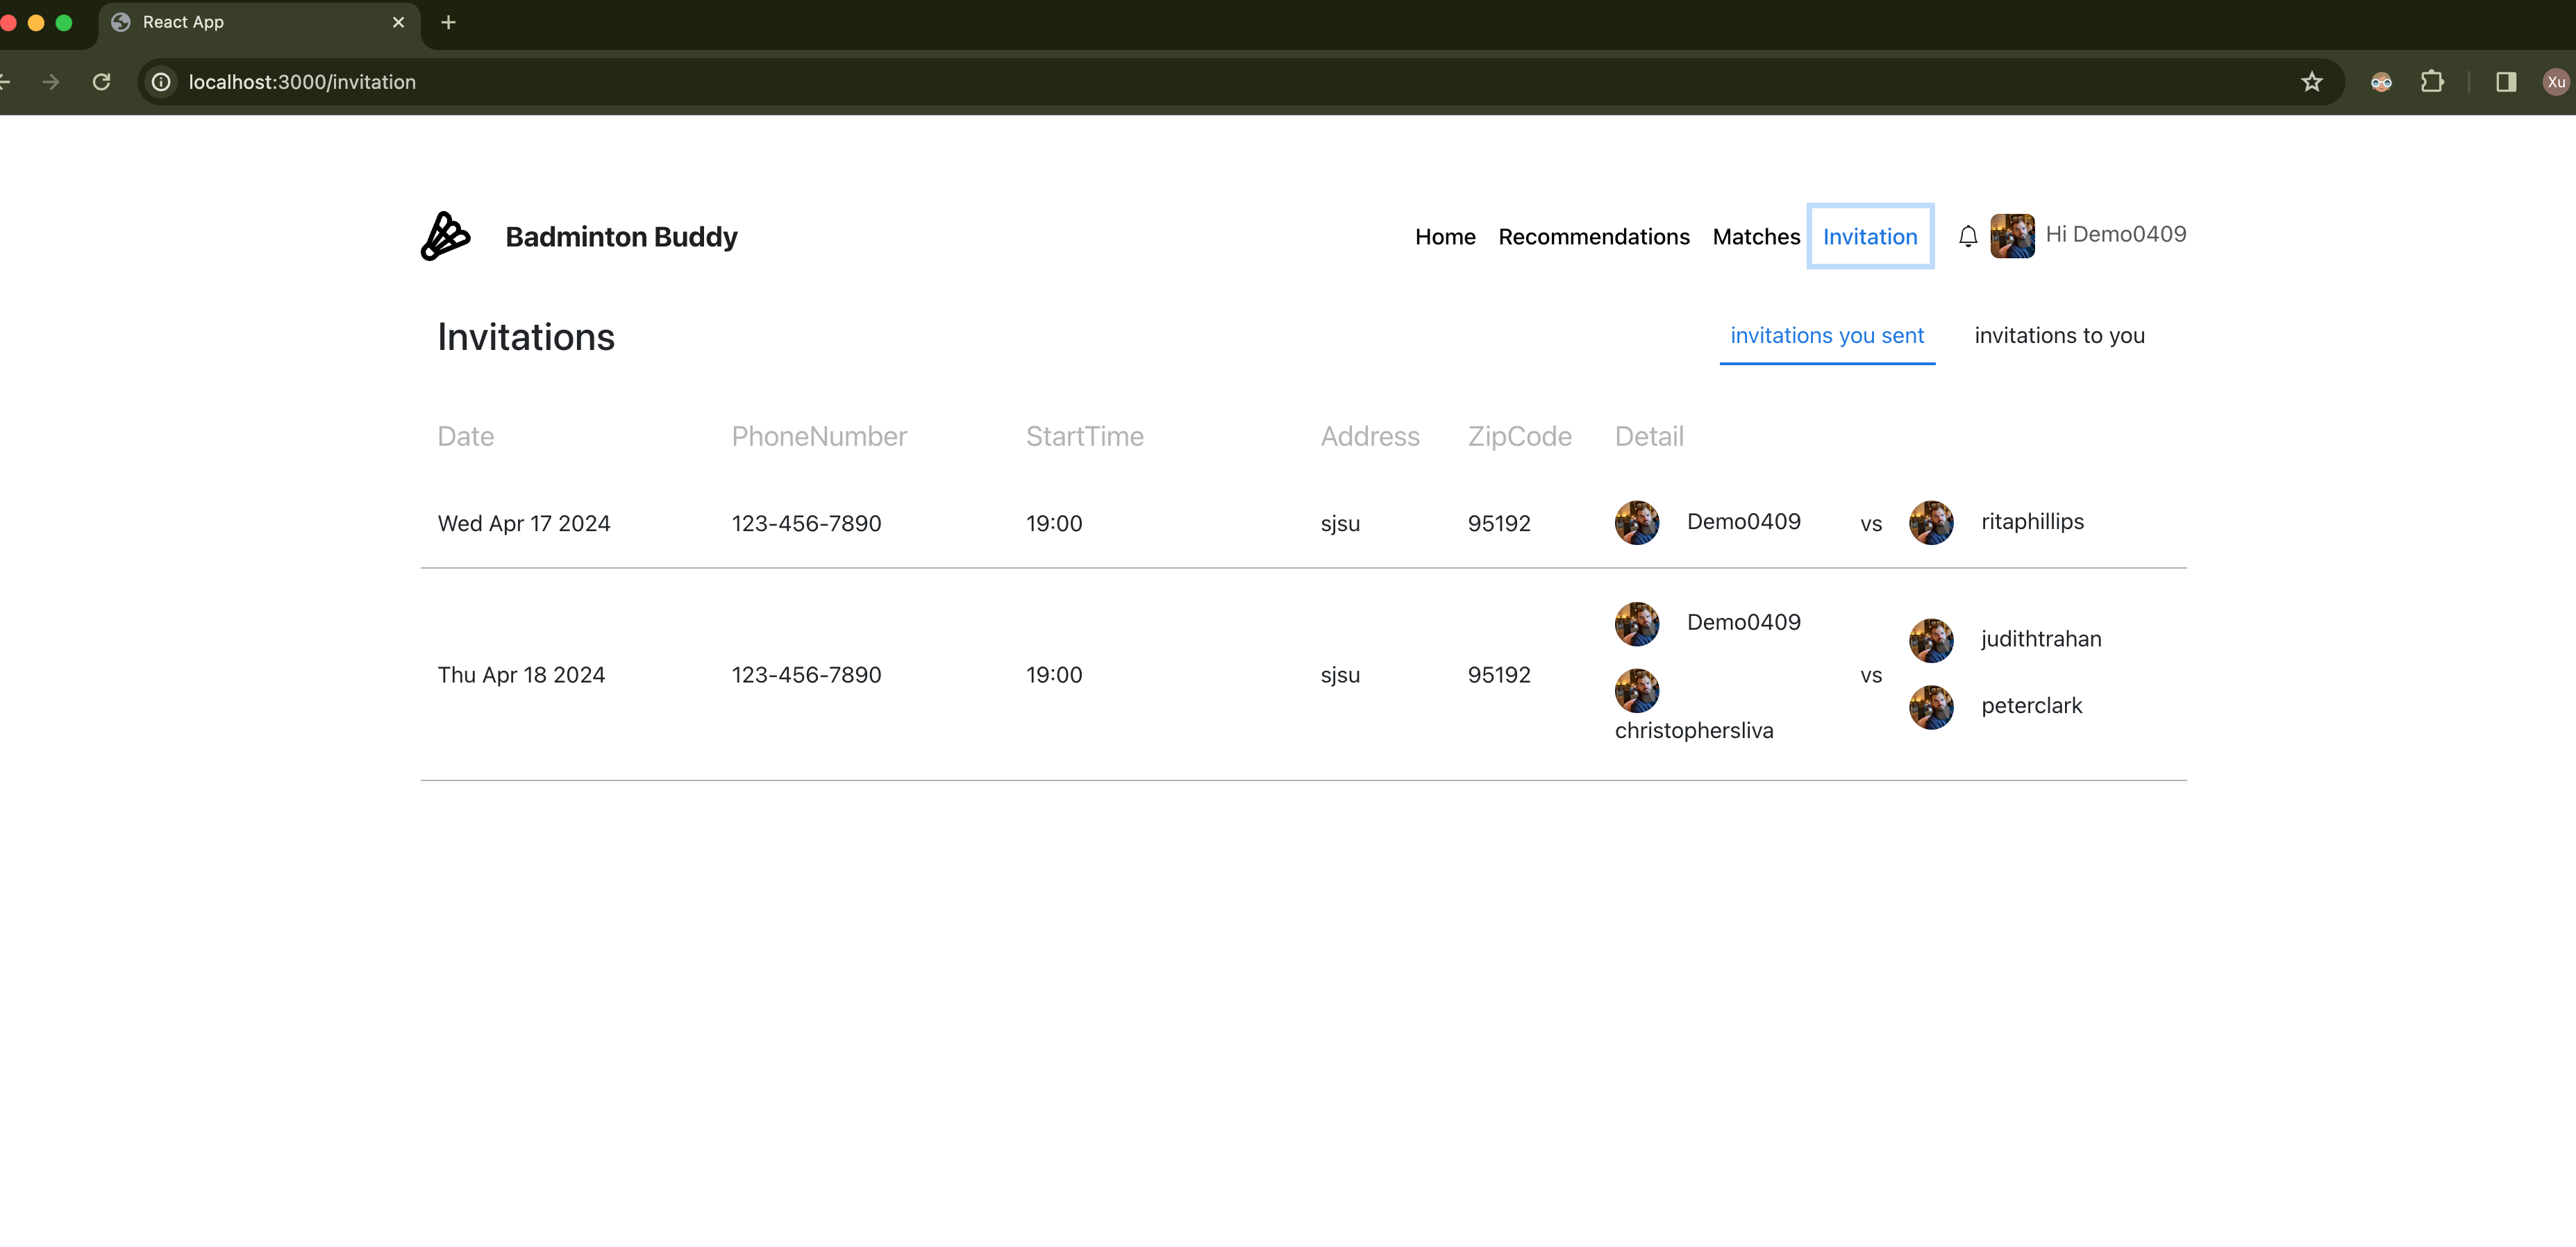 React App
localhost:3000/invitation
Xu
Badminton Buddy Home Recommendations Matches Invitation Hi Demo0409
Invitations invitations you sent invitations to you
Date PhoneNumber StartTime Address ZipCode Detail
Wed Apr 17 2024 123-456-7890 19:00 sjsu 95192 Demo0409 vs ritaphillips
Demo0409
judithtrahan
Thu Apr 18 2024 123-456-7890 19:00 sjsu 95192 vs
peterclark
christophersliva